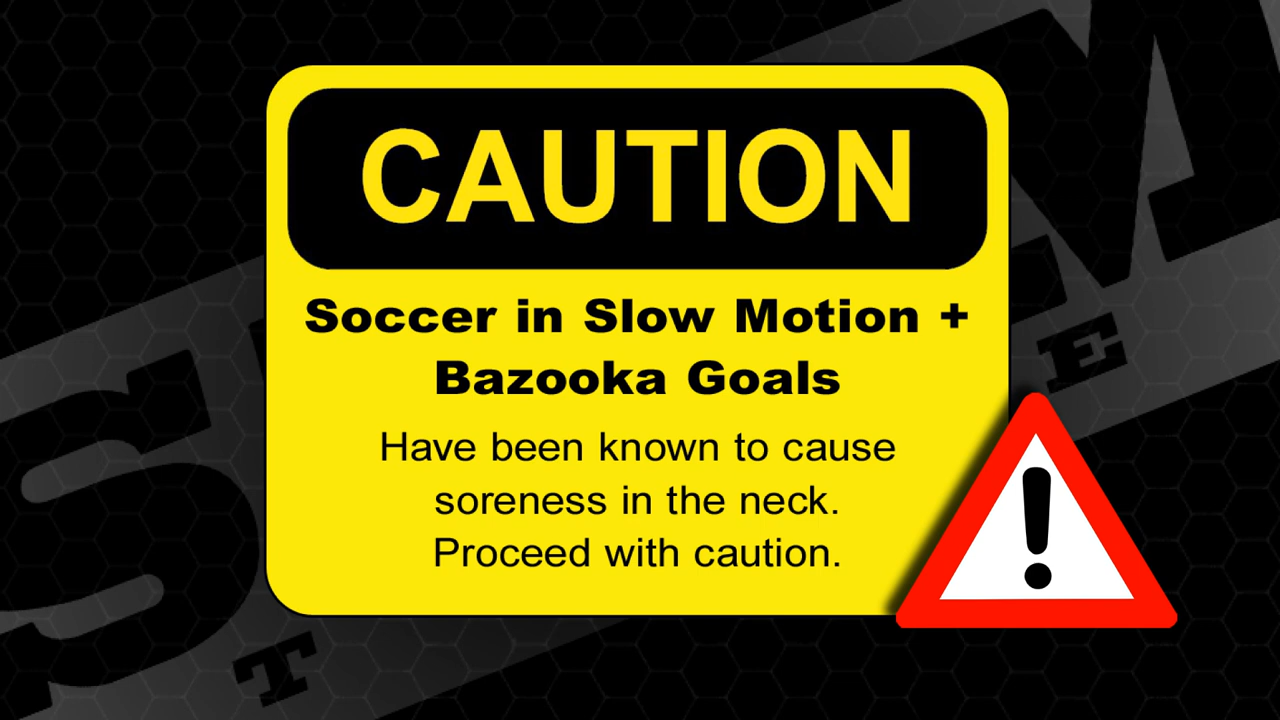 CAUTION
Soccer in Slow Motion +
Bazooka Goals
Have been known to cause
soreness in the neck.
Proceed with caution.